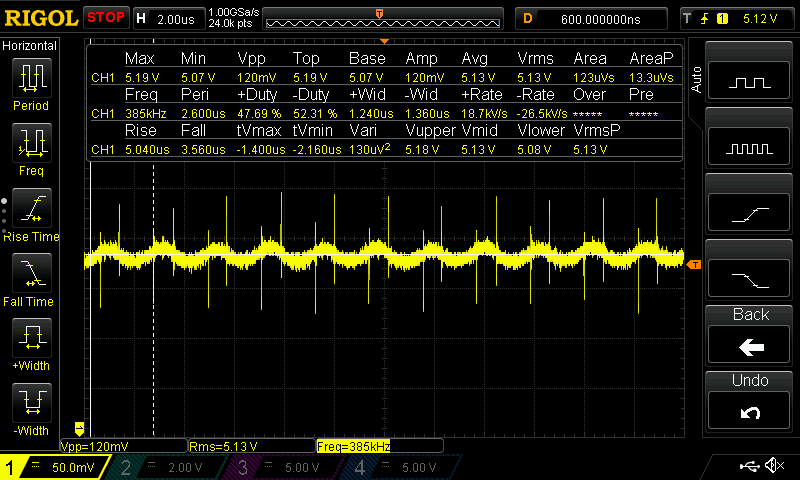 RIGOL STOP H 2.00us 1.00GSa/s 24.0k pts T D 600.000000ns T 1 5.12 V
Horizontal
Period
Freq
Rise Time
Fall Time
+Width
-Width
Max Min Vpp Top Base Amp Avg Vrms Area AreaP
CH1 5.19 V 5.07 V 120mV 5.19 V 5.07 V 120mV 5.13 V 5.13 V 123uVs 13.3uVs
Freq Peri +Duty -Duty +Wid -Wid +Rate -Rate Over Pre
CH1 385kHz 2.600us 47.69 % 52.31 % 1.240us 1.360us 18.7kV/s -26.5kV/s ***** *****
Rise Fall tVmax tVmin Vari Vupper Vmid Vlower VrmsP
CH1 5.040us 3.560us -1.400us -2.160us 130uV² 5.18 V 5.13 V 5.08 V 5.13 V
T
Auto
Back
Undo
Vpp=120mV Rms=5.13 V Freq=385kHz
1 50.0mV 2 2.00 V 3 5.00 V 4 5.00 V